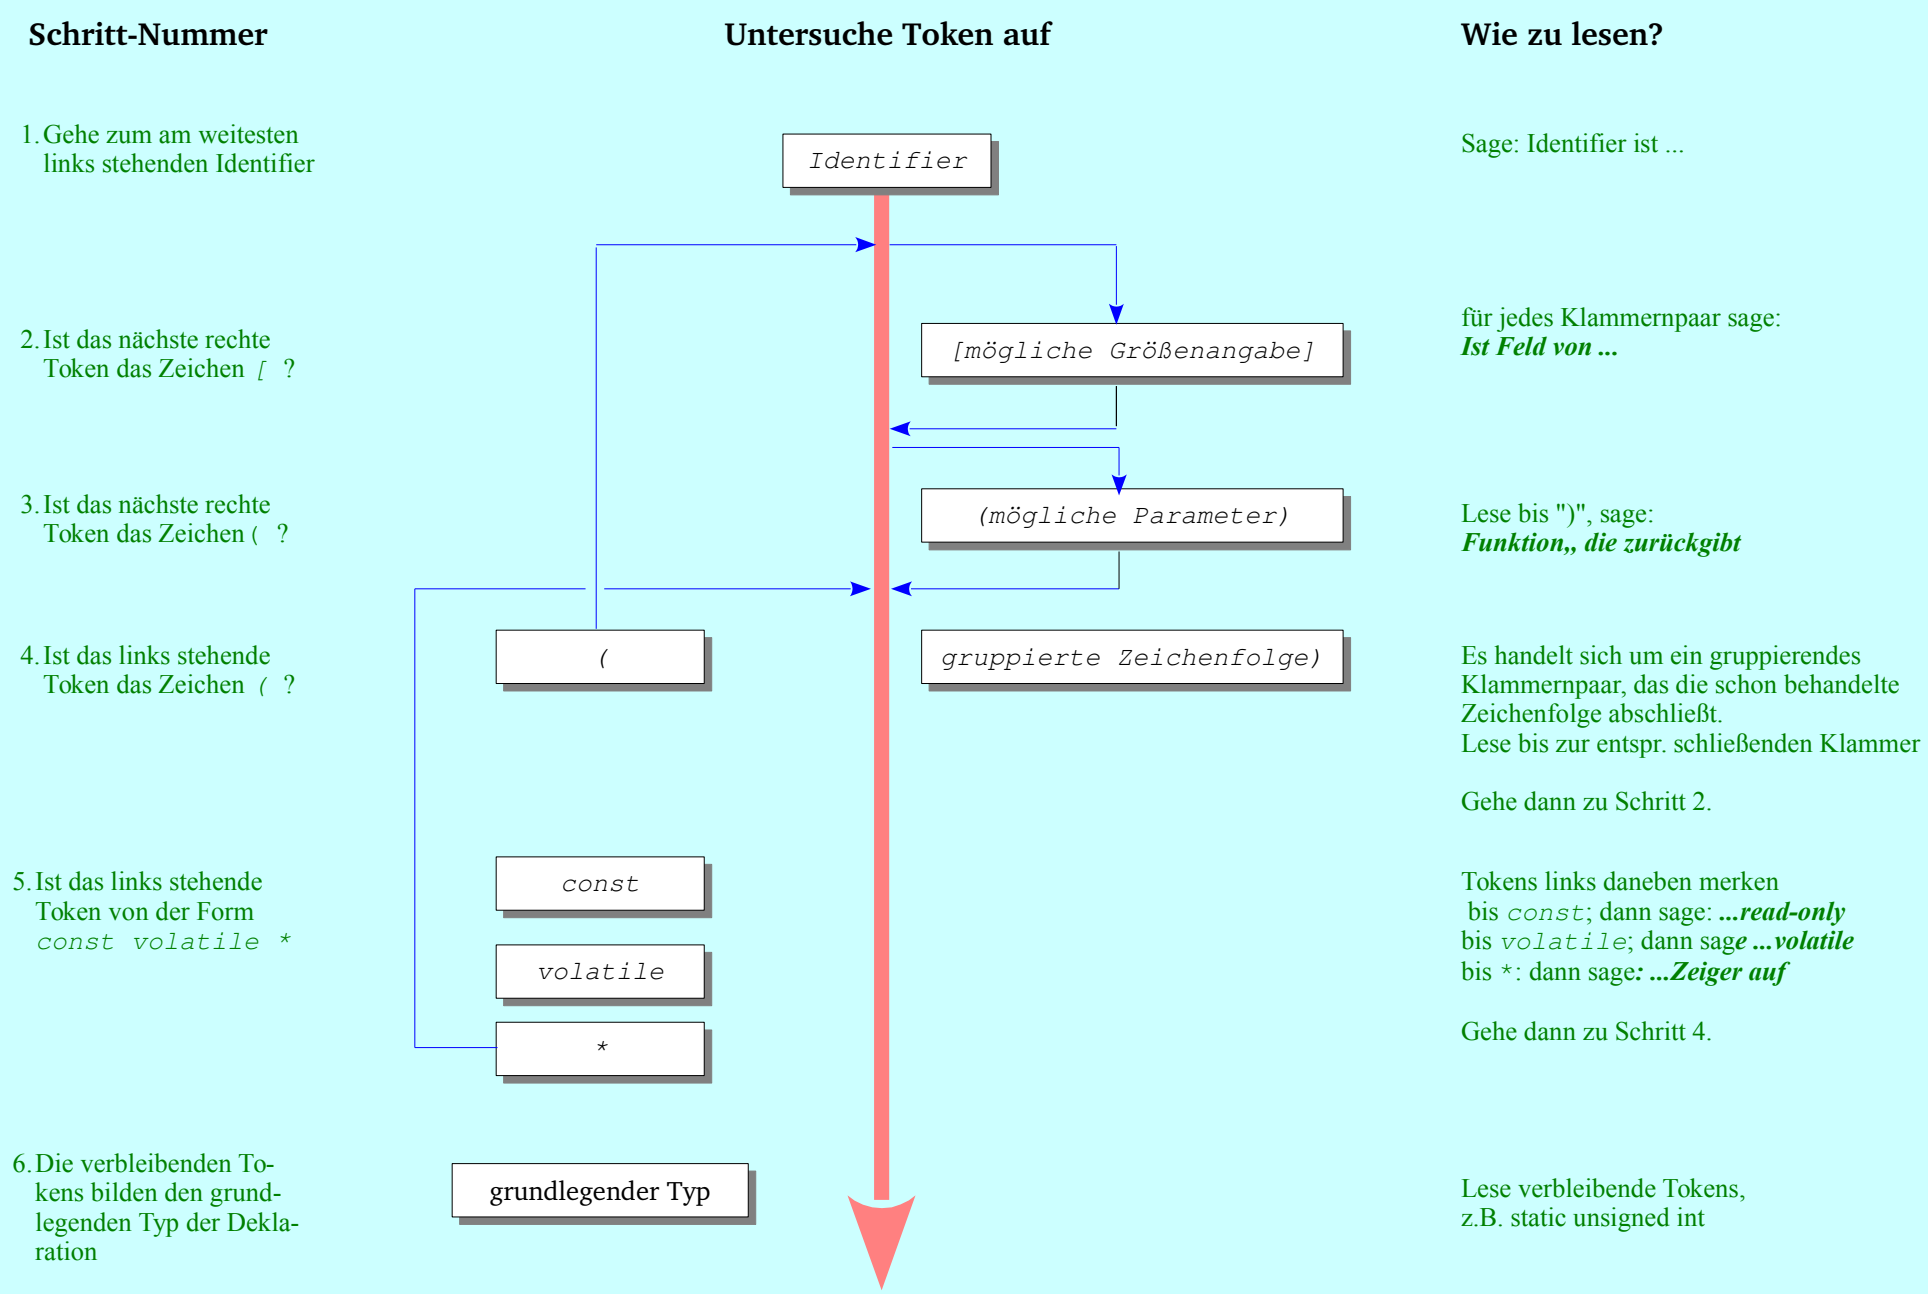 Schritt-Nummer
Untersuche Token auf
Wie zu lesen?
1. Gehe zum am weitesten
links stehenden Identifier
Identifier
Sage: Identifier ist ...
2. Ist das nächste rechte
Token das Zeichen [ ?
[mögliche Größenangabe]
für jedes Klammernpaar sage:
Ist Feld von ...
3. Ist das nächste rechte
Token das Zeichen ( ?
(mögliche Parameter)
Lese bis ")", sage:
Funktion,, die zurückgibt
4. Ist das links stehende
Token das Zeichen ( ?
(
gruppierte Zeichenfolge)
Es handelt sich um ein gruppierendes
Klammernpaar, das die schon behandelte
Zeichenfolge abschließt.
Lese bis zur entspr. schließenden Klammer
Gehe dann zu Schritt 2.
5. Ist das links stehende
Token von der Form
const volatile *
const
volatile
*
Tokens links daneben merken
bis const; dann sage: ...read-only
bis volatile; dann sage ...volatile
bis *: dann sage: ...Zeiger auf
Gehe dann zu Schritt 4.
6. Die verbleibenden To-
kens bilden den grund-
legenden Typ der Dekla-
ration
grundlegender Typ
Lese verbleibende Tokens,
z.B. static unsigned int